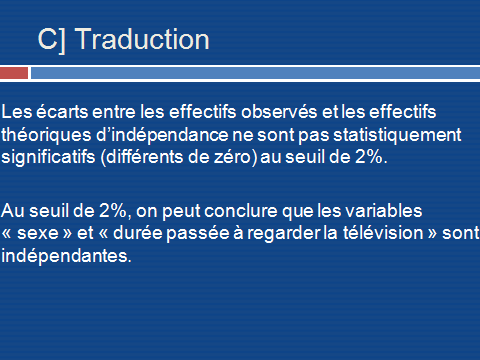 C] Traduction
Les écarts entre les effectifs observés et les effectifs
théoriques d'indépendance ne sont pas statistiquement
significatifs (différents de zéro) au seuil de 2%.
Au seuil de 2%, on peut conclure que les variables
« sexe » et « durée passée à regarder la télévision » sont
indépendantes.